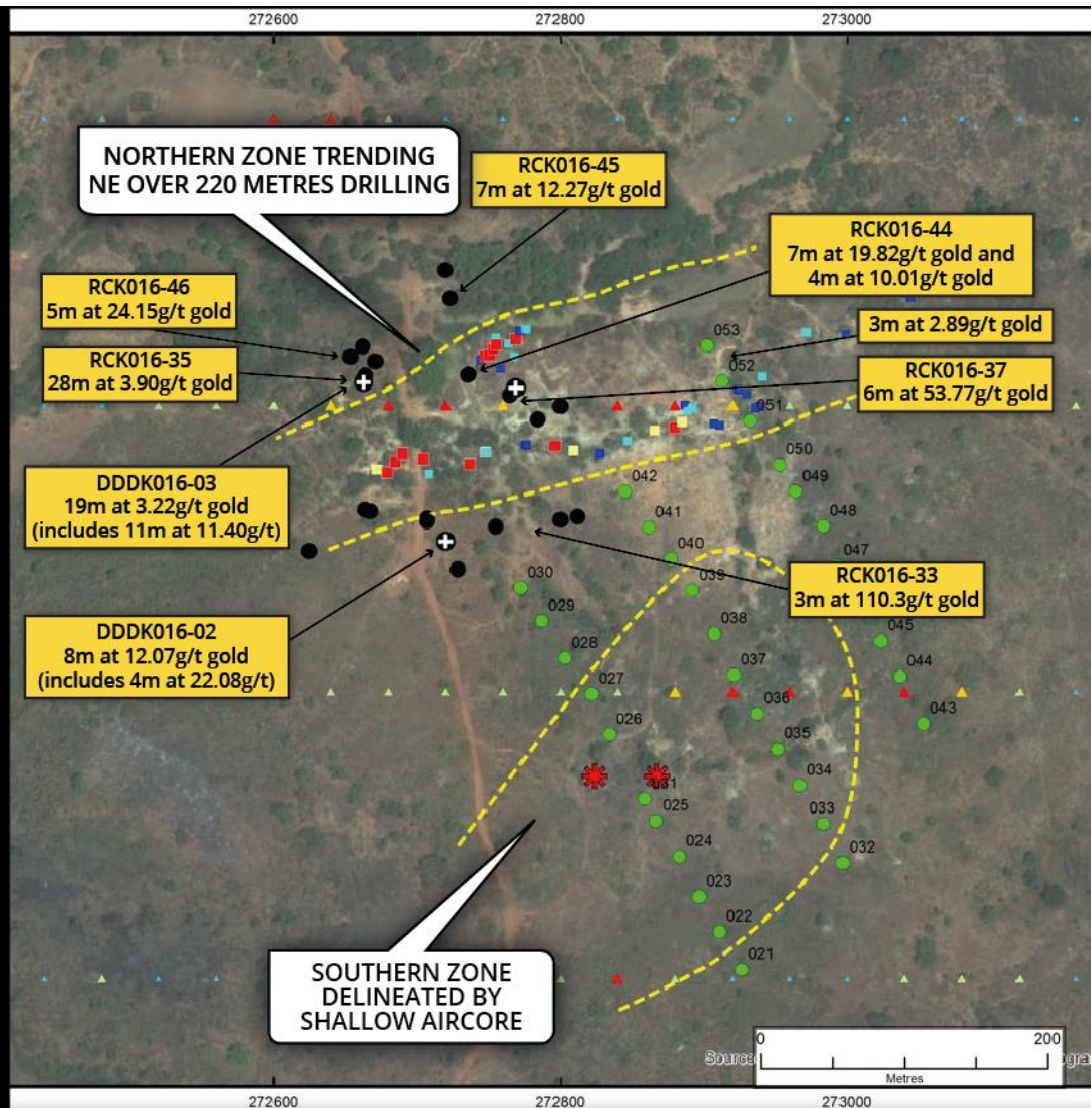 272600
272800
273000
NORTHERN ZONE TRENDING
NE OVER 220 METRES DRILLING
RCK016-45
7m at 12.27g/t gold
RCK016-44
7m at 19.82g/t gold and
4m at 10.01g/t gold
RCK016-46
5m at 24.15g/t gold
3m at 2.89g/t gold
RCK016-35
28m at 3.90g/t gold
RCK016-37
6m at 53.77g/t gold
DDDK016-03
19m at 3.22g/t gold
(includes 11m at 11.40g/t)
RCK016-33
3m at 110.3g/t gold
DDDK016-02
8m at 12.07g/t gold
(includes 4m at 22.08g/t)
053
052
051
050
049
048
047
045
044
043
042
041
040
039
038
037
036
035
034
033
032
030
029
028
027
026
025
024
023
022
021
SOUTHERN ZONE
DELINEATED BY
SHALLOW AIRCORE
0
200
Metres
272600
272800
273000